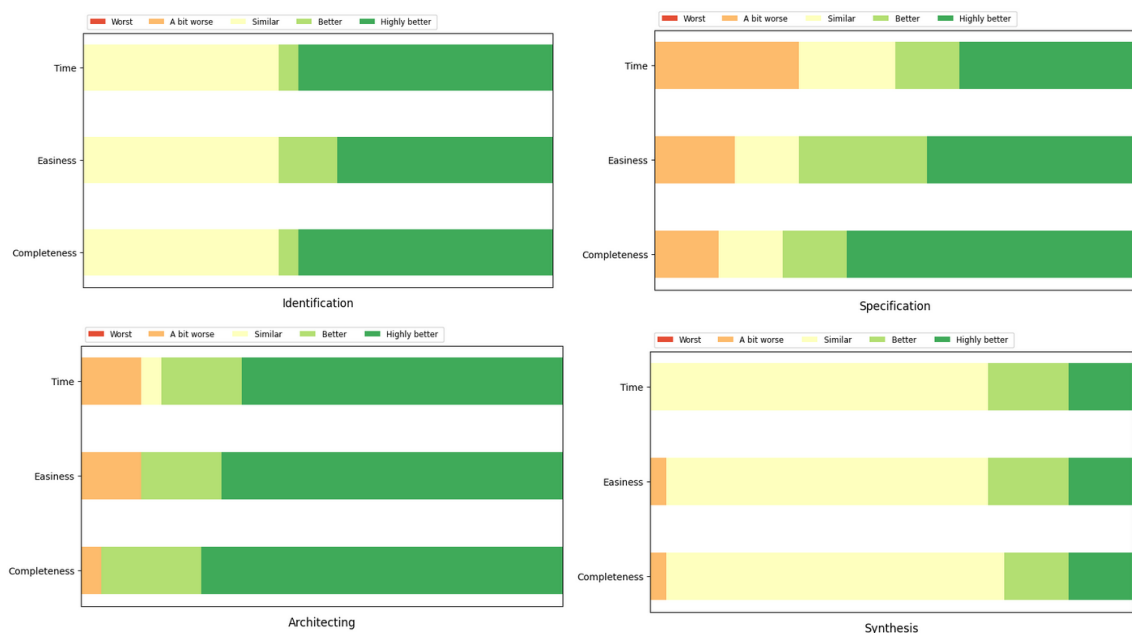 Worst A bit worse Similar Better Highly better
Time
Easiness
Completeness
Identification
Worst A bit worse Similar Better Highly better
Time
Easiness
Completeness
Specification
Worst A bit worse Similar Better Highly better
Time
Easiness
Completeness
Architecting
Worst A bit worse Similar Better Highly better
Time
Easiness
Completeness
Synthesis